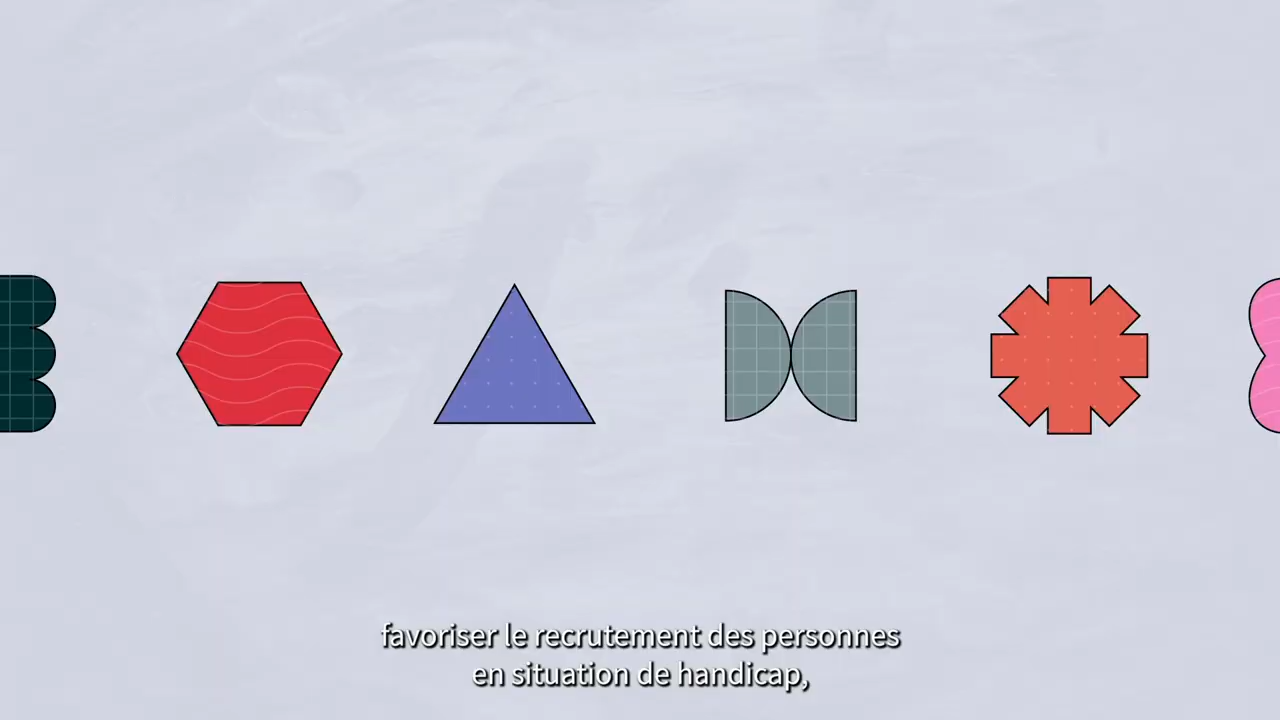 favoriser le recrutement des personnes
en situation de handicap,